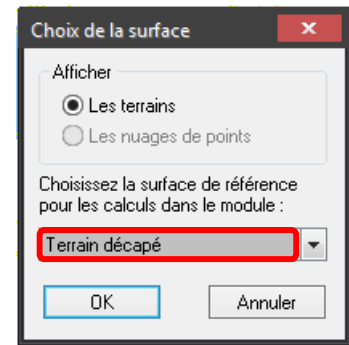 Choix de la surface
Afficher
Les terrains
Les nuages de points
Choisissez la surface de référence
pour les calculs dans le module :
Terrain décapé
OK Annuler